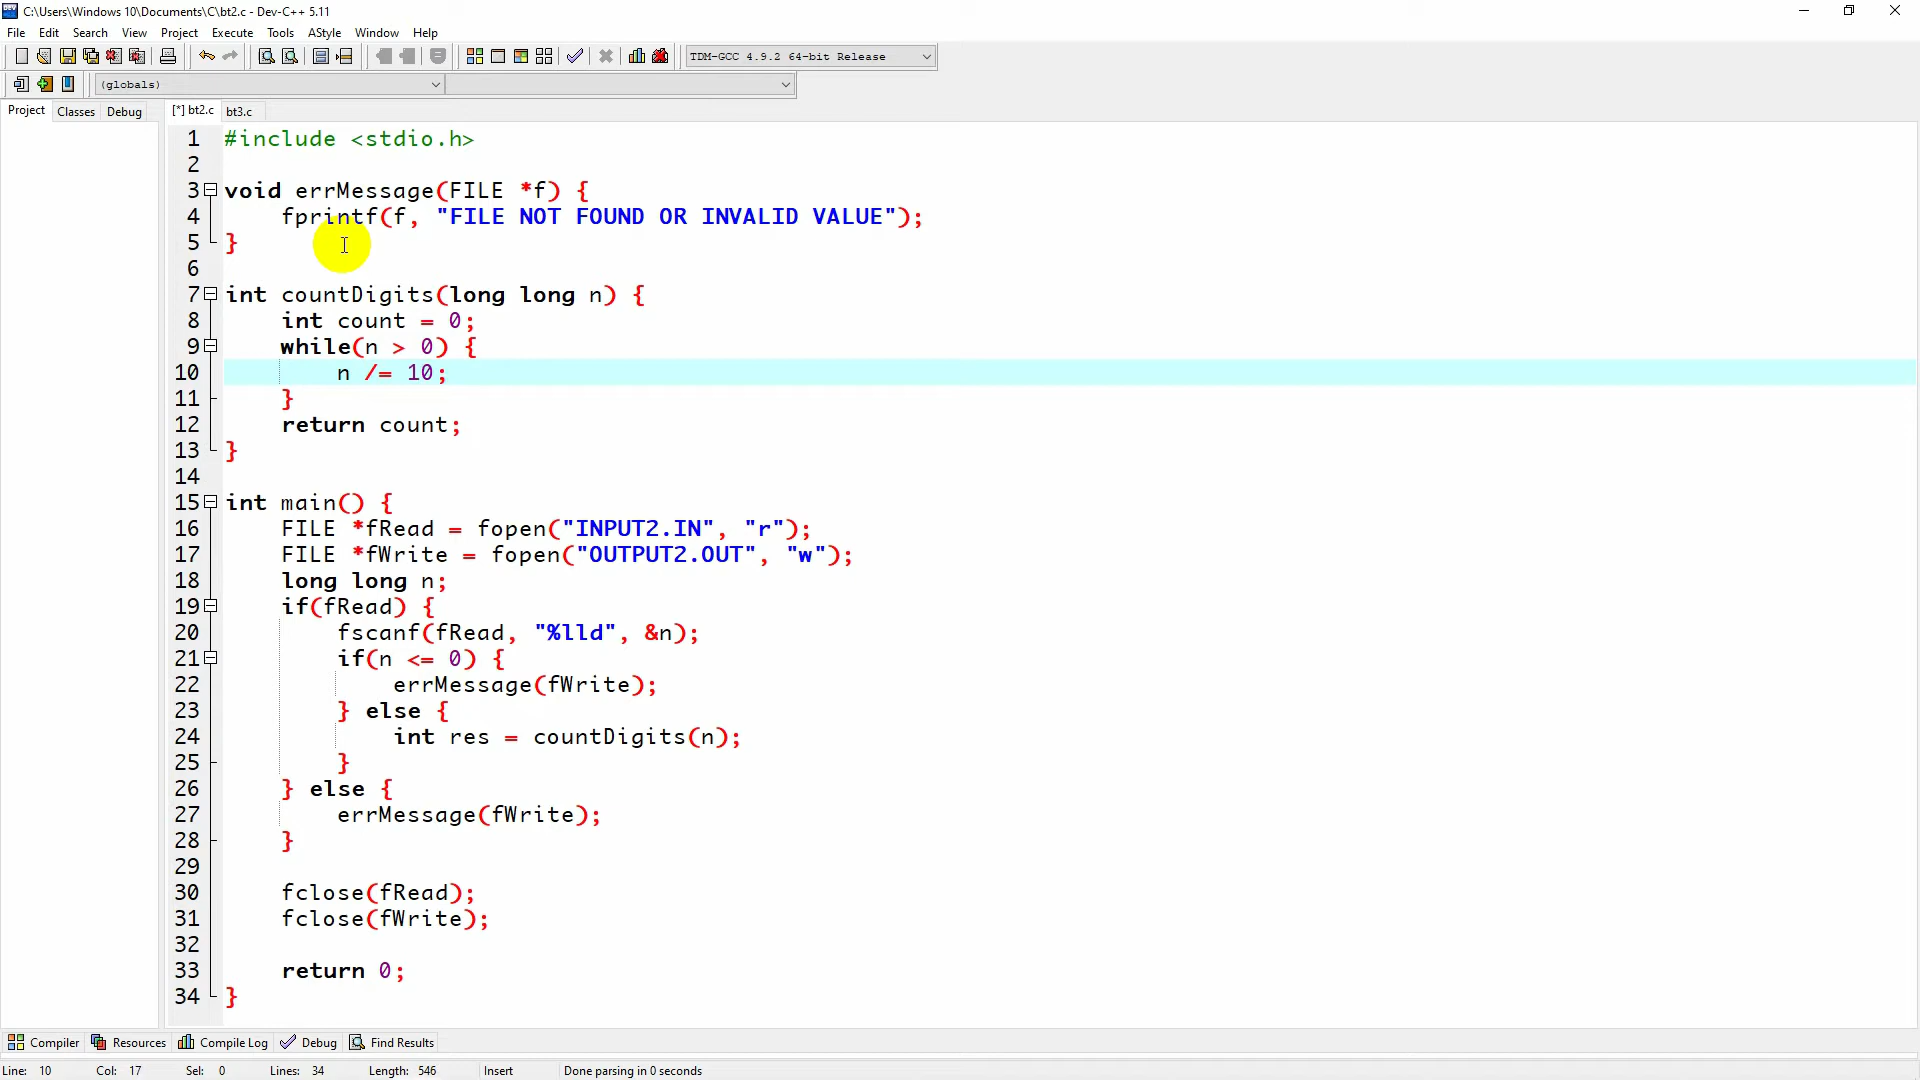 C:\Users\Windows 10\Documents\C\bt2.c - Dev-C++ 5.11
File Edit Search View Project Execute Tools AStyle Window Help
TDM-GCC 4.9.2 64-bit Release
(globals)
Project Classes Debug [*] bt2.c bt3.c
1 #include <stdio.h>
2
3 void errMessage(FILE *f) {
4 fprintf(f, "FILE NOT FOUND OR INVALID VALUE");
5 }
6
7 int countDigits(long long n) {
8 int count = 0;
9 while(n > 0) {
10 n /= 10;
11 }
12 return count;
13 }
14
15 int main() {
16 FILE *fRead = fopen("INPUT2.IN", "r");
17 FILE *fWrite = fopen("OUTPUT2.OUT", "w");
18 long long n;
19 if(fRead) {
20 fscanf(fRead, "%lld", &n);
21 if(n <= 0) {
22 errMessage(fWrite);
23 } else {
24 int res = countDigits(n);
25 }
26 } else {
27 errMessage(fWrite);
28 }
29
30 fclose(fRead);
31 fclose(fWrite);
32
33 return 0;
34 }
Compiler Resources Compile Log Debug Find Results
Line: 10 Col: 17 Sel: 0 Lines: 34 Length: 546 Insert Done parsing in 0 seconds